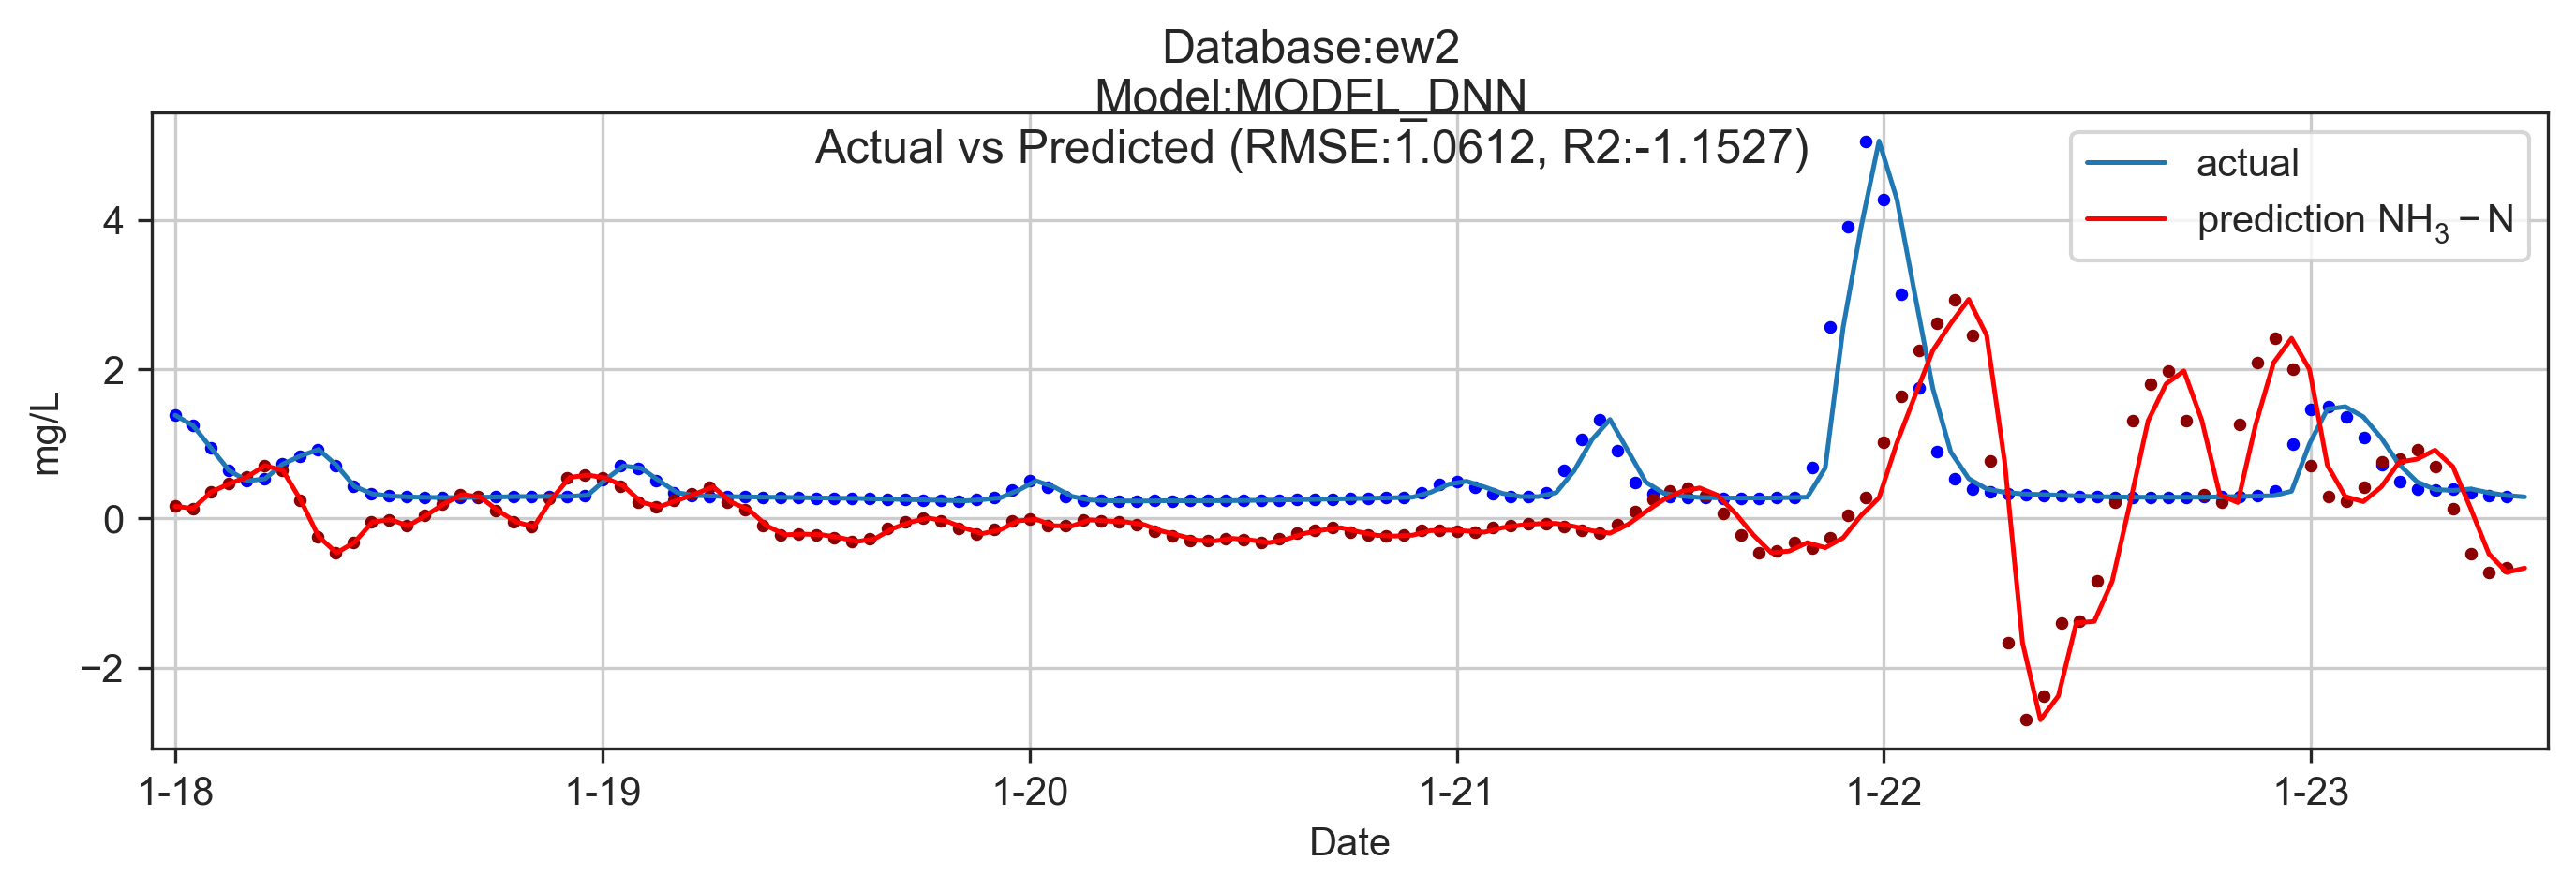 Database:ew2
Model:MODEL_DNN
Actual vs Predicted (RMSE:1.0612, R2:-1.1527)
actual
prediction NH₃ − N
mg/L
4
2
0
−2
1-18 1-19 1-20 1-21 1-22 1-23
Date